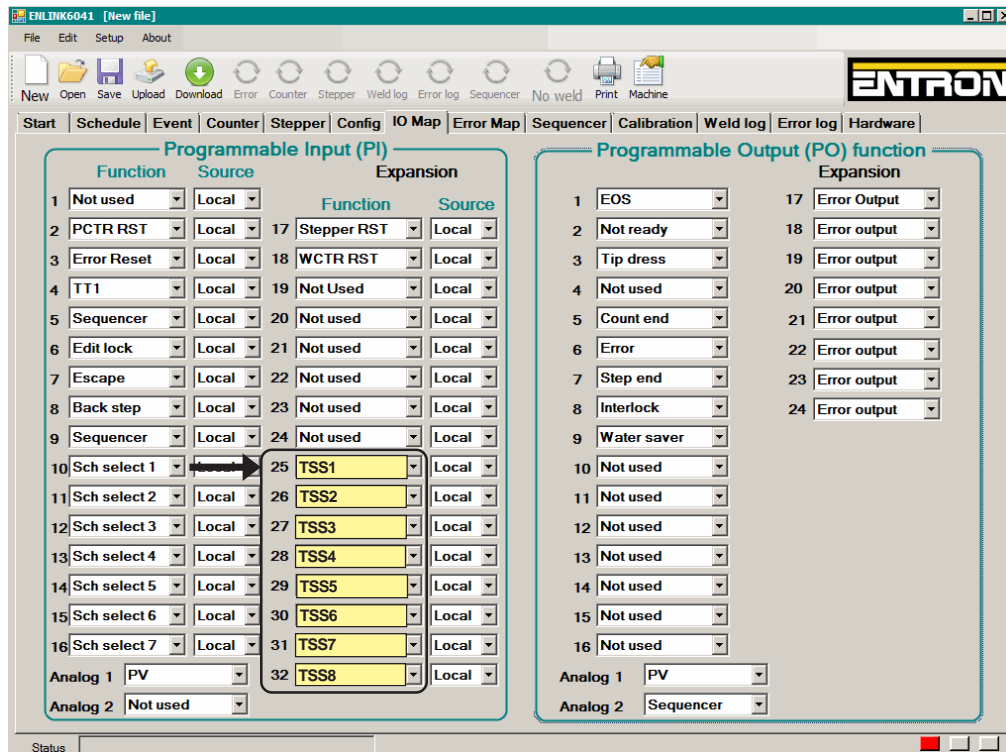 ENLINK6041 [New file]
File Edit Setup About
New Open Save Upload Download Error Counter Stepper Weld log Error log Sequencer No weld Print Machine
ENTRON
Start Schedule Event Counter Stepper Config IO Map Error Map Sequencer Calibration Weld log Error log Hardware
Programmable Input (PI) Programmable Output (PO) function
Function Source Expansion Expansion
Function Source
1 Not used Local 1 EOS 17 Error Output
2 PCTR RST Local 17 Stepper RST Local 2 Not ready 18 Error output
3 Error Reset Local 18 WCTR RST Local 3 Tip dress 19 Error output
4 TT1 Local 19 Not Used Local 4 Not used 20 Error output
5 Sequencer Local 20 Not used Local 5 Count end 21 Error output
6 Edit lock Local 21 Not used Local 6 Error 22 Error output
7 Escape Local 22 Not used Local 7 Step end 23 Error output
8 Back step Local 23 Not used Local 8 Interlock 24 Error output
9 Sequencer Local 24 Not used Local 9 Water saver
10 Sch select 1 Local 25 TSS1 Local 10 Not used
11 Sch select 2 Local 26 TSS2 Local 11 Not used
12 Sch select 3 Local 27 TSS3 Local 12 Not used
13 Sch select 4 Local 28 TSS4 Local 13 Not used
14 Sch select 5 Local 29 TSS5 Local 14 Not used
15 Sch select 6 Local 30 TSS6 Local 15 Not used
16 Sch select 7 Local 31 TSS7 Local 16 Not used
Analog 1 PV 32 TSS8 Local Analog 1 PV
Analog 2 Not used Analog 2 Sequencer
Status